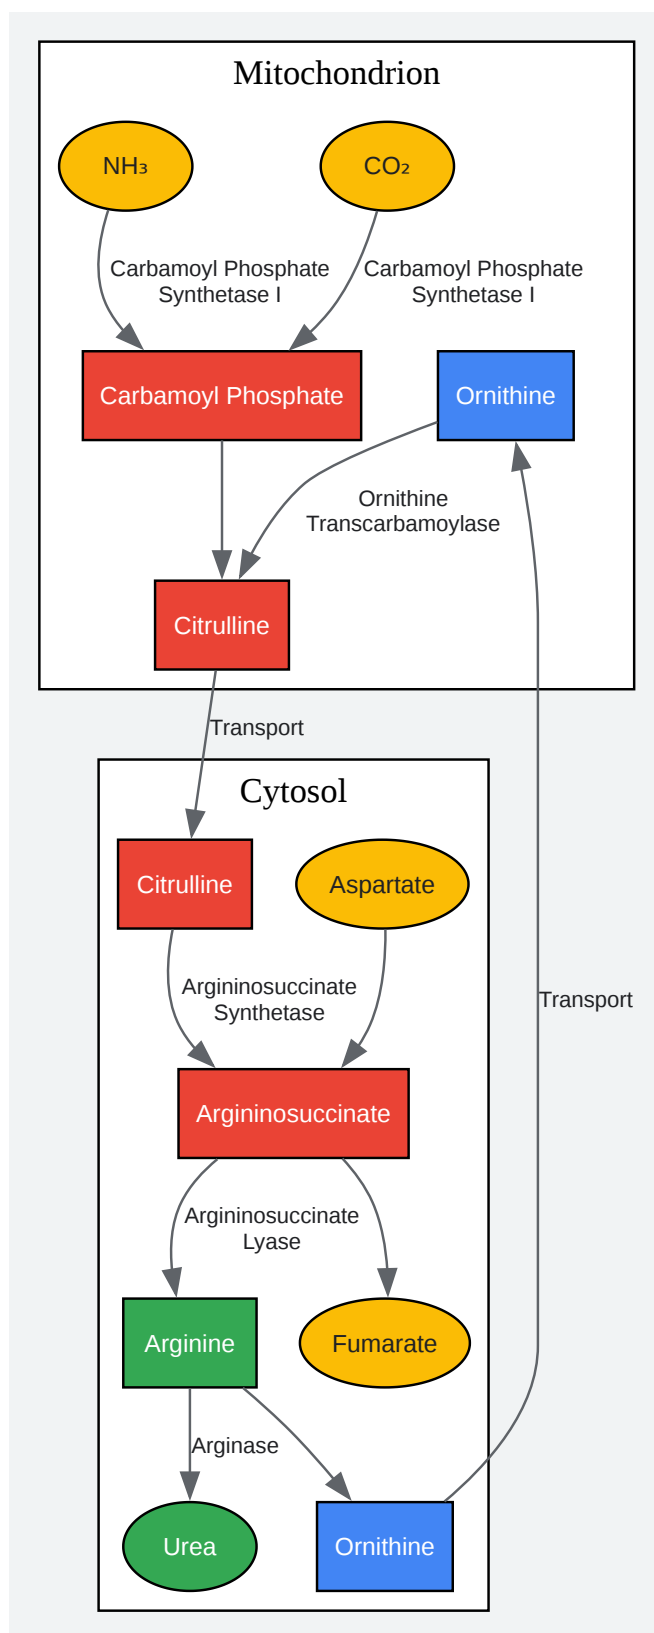 Mitochondrion
NH₃
CO₂
Carbamoyl Phosphate
Synthetase I
Carbamoyl Phosphate
Synthetase I
Carbamoyl Phosphate
Ornithine
Ornithine
Transcarbamoylase
Citrulline
Transport
Cytosol
Citrulline
Aspartate
Argininosuccinate
Synthetase
Transport
Argininosuccinate
Argininosuccinate
Lyase
Arginine
Fumarate
Arginase
Urea
Ornithine